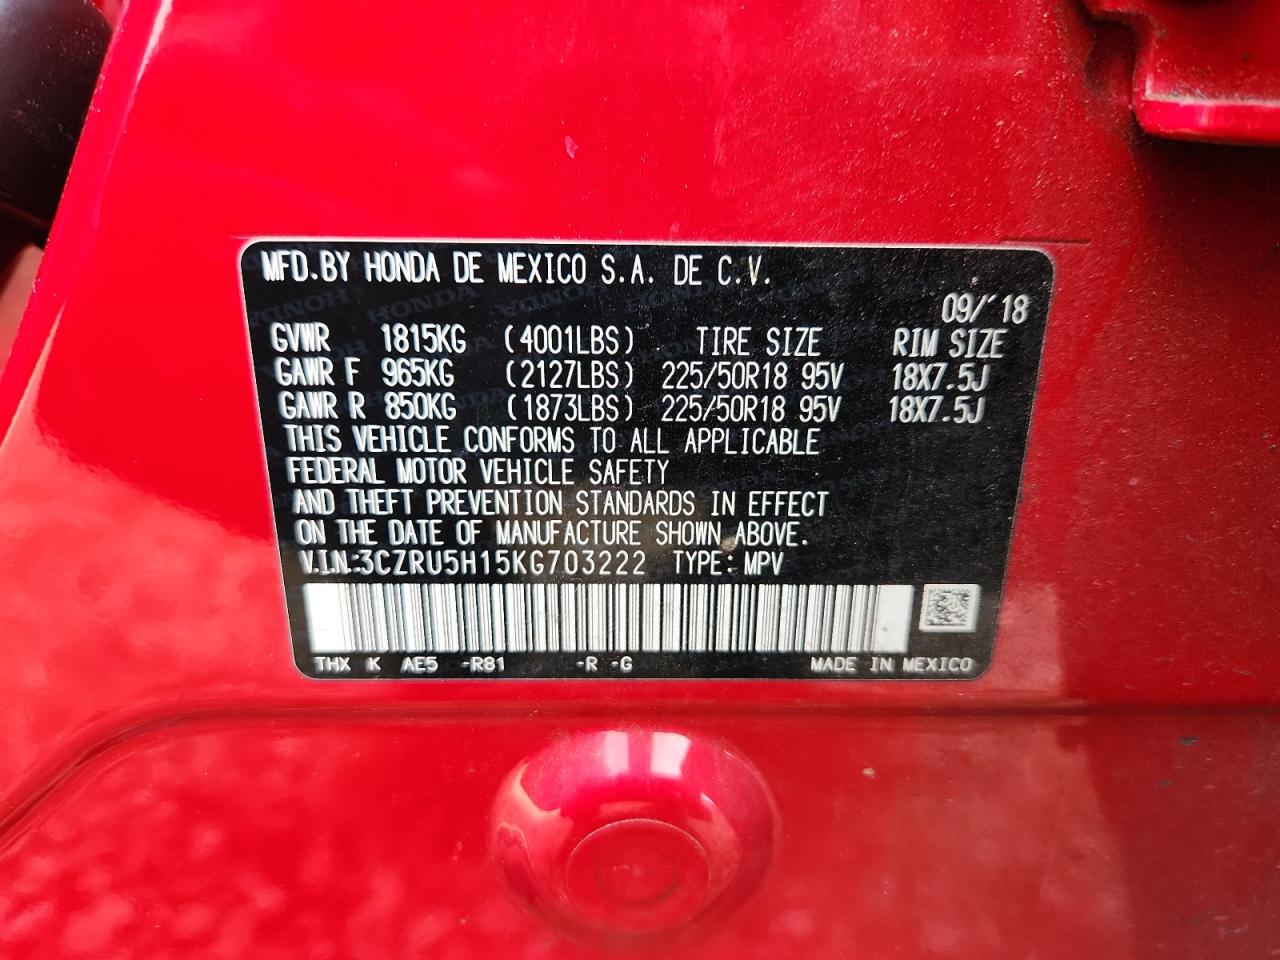 MFD.BY HONDA DE MEXICO S.A. DE C.V.
09/'18
GVWR 1815KG (4001LBS) TIRE SIZE RIM SIZE
GAWR F 965KG (2127LBS) 225/50R18 95V 18X7.5J
GAWR R 850KG (1873LBS) 225/50R18 95V 18X7.5J
THIS VEHICLE CONFORMS TO ALL APPLICABLE
FEDERAL MOTOR VEHICLE SAFETY
AND THEFT PREVENTION STANDARDS IN EFFECT
ON THE DATE OF MANUFACTURE SHOWN ABOVE.
V.I.N.:3CZRU5H15KG703222 TYPE: MPV
THX K AE5 -R81 -R -G MADE IN MEXICO